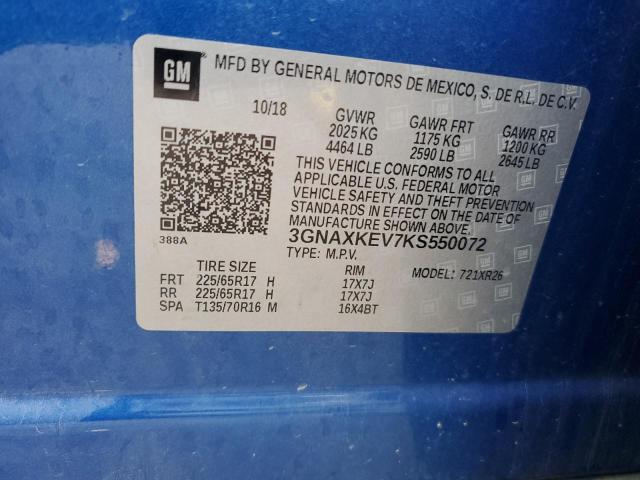 GM
MFD BY GENERAL MOTORS DE MEXICO, S. DE R.L. DE C.V.
10/18 GVWR GAWR FRT GAWR RR
2025 KG 1175 KG 1200 KG
4464 LB 2590 LB 2645 LB
THIS VEHICLE CONFORMS TO ALL
APPLICABLE U.S. FEDERAL MOTOR
VEHICLE SAFETY AND THEFT PREVENTION
STANDARDS IN EFFECT ON THE DATE OF
MANUFACTURE SHOWN ABOVE.
388A
3GNAXKEV7KS550072
TYPE: M.P.V. MODEL: 721XR26
TIRE SIZE RIM
FRT 225/65R17 H 17X7J
RR 225/65R17 H 17X7J
SPA T135/70R16 M 16X4BT